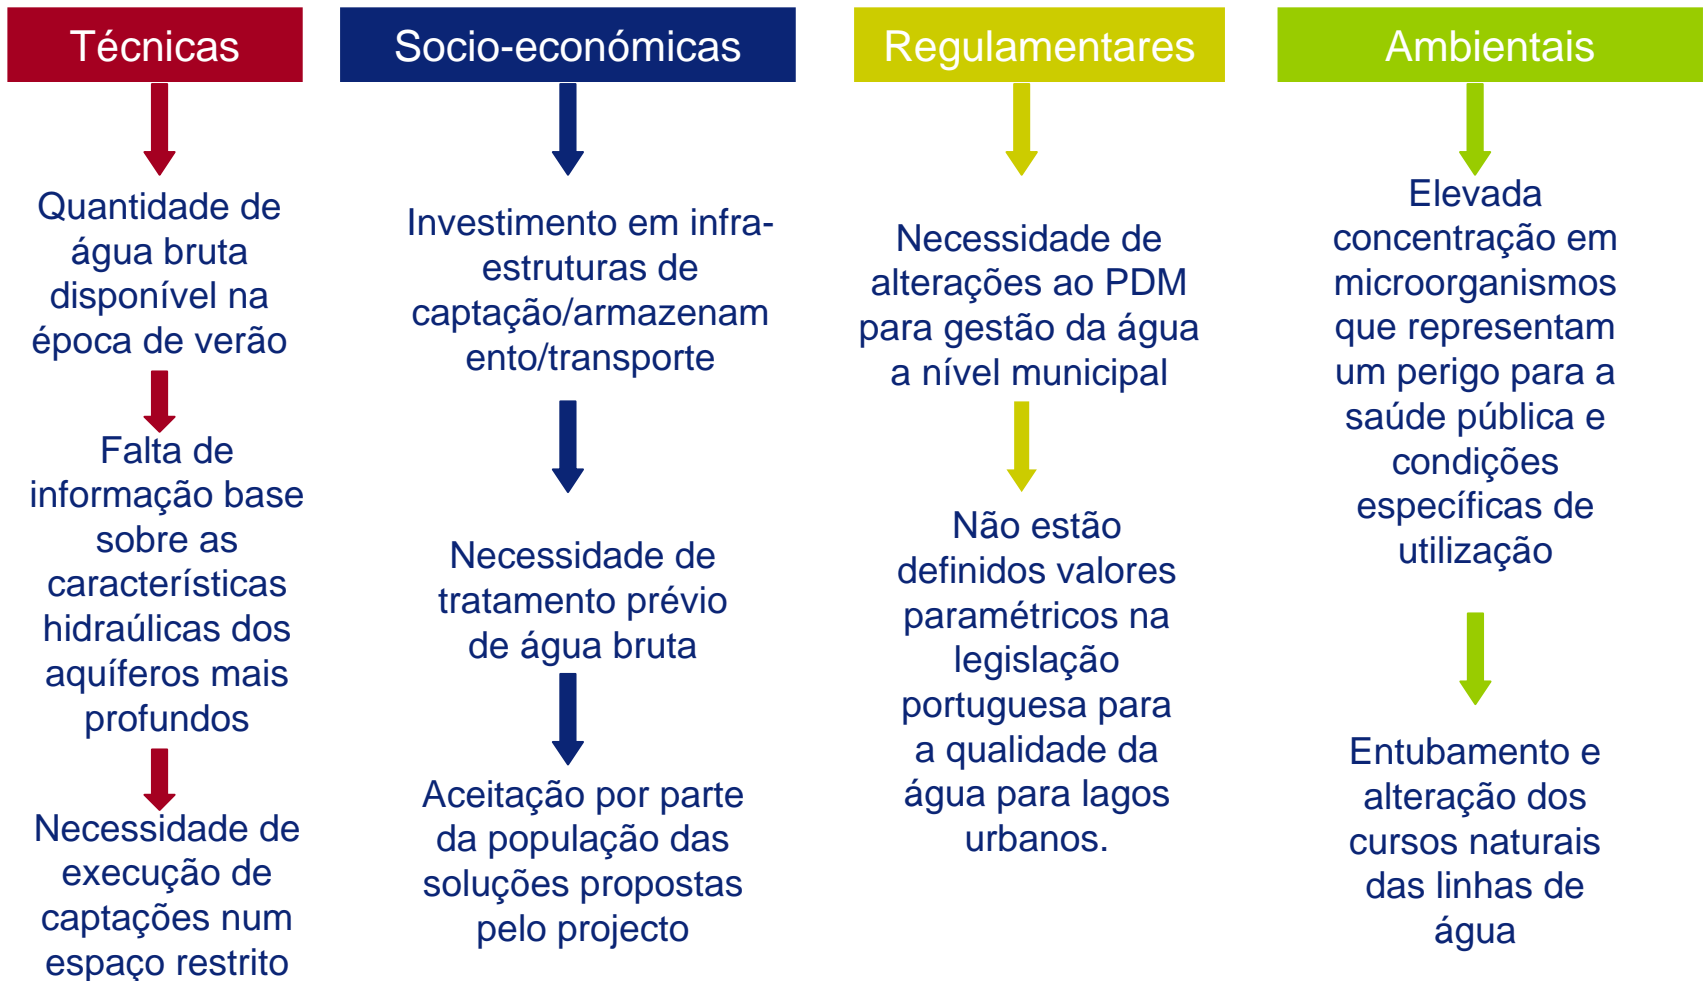 Técnicas
Quantidade de
água bruta
disponível na
época de verão
Falta de
informação base
sobre as
características
hidraúlicas dos
aquíferos mais
profundos
Necessidade de
execução de
captações num
espaço restrito
Socio-económicas
Investimento em infra-
estruturas de
captação/armazenam
ento/transporte
Necessidade de
tratamento prévio
de água bruta
Aceitação por parte
da população das
soluções propostas
pelo projecto
Regulamentares
Necessidade de
alterações ao PDM
para gestão da água
a nível municipal
Não estão
definidos valores
paramétricos na
legislação
portuguesa para
a qualidade da
água para lagos
urbanos.
Ambientais
Elevada
concentração em
microorganismos
que representam
um perigo para a
saúde pública e
condições
específicas de
utilização
Entubamento e
alteração dos
cursos naturais
das linhas de
água